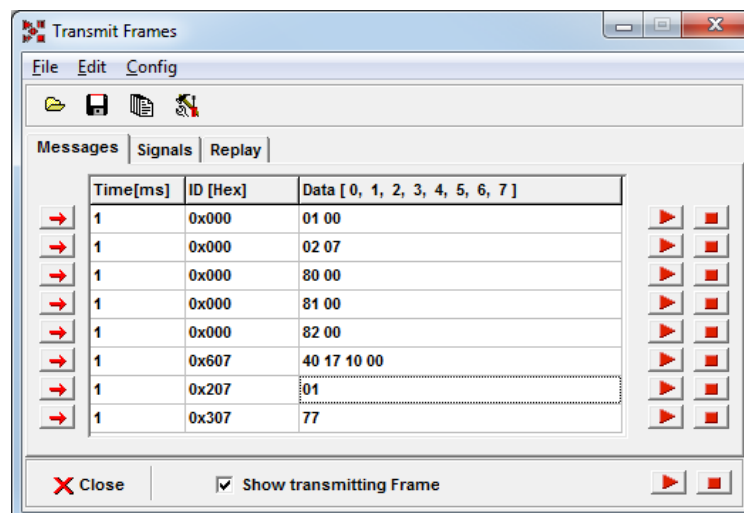 Transmit Frames
File Edit Config
Messages Signals Replay
Time[ms] ID [Hex] Data [ 0, 1, 2, 3, 4, 5, 6, 7 ]
1 0x000 01 00
1 0x000 02 07
1 0x000 80 00
1 0x000 81 00
1 0x000 82 00
1 0x607 40 17 10 00
1 0x207 01
1 0x307 77
Close Show transmitting Frame